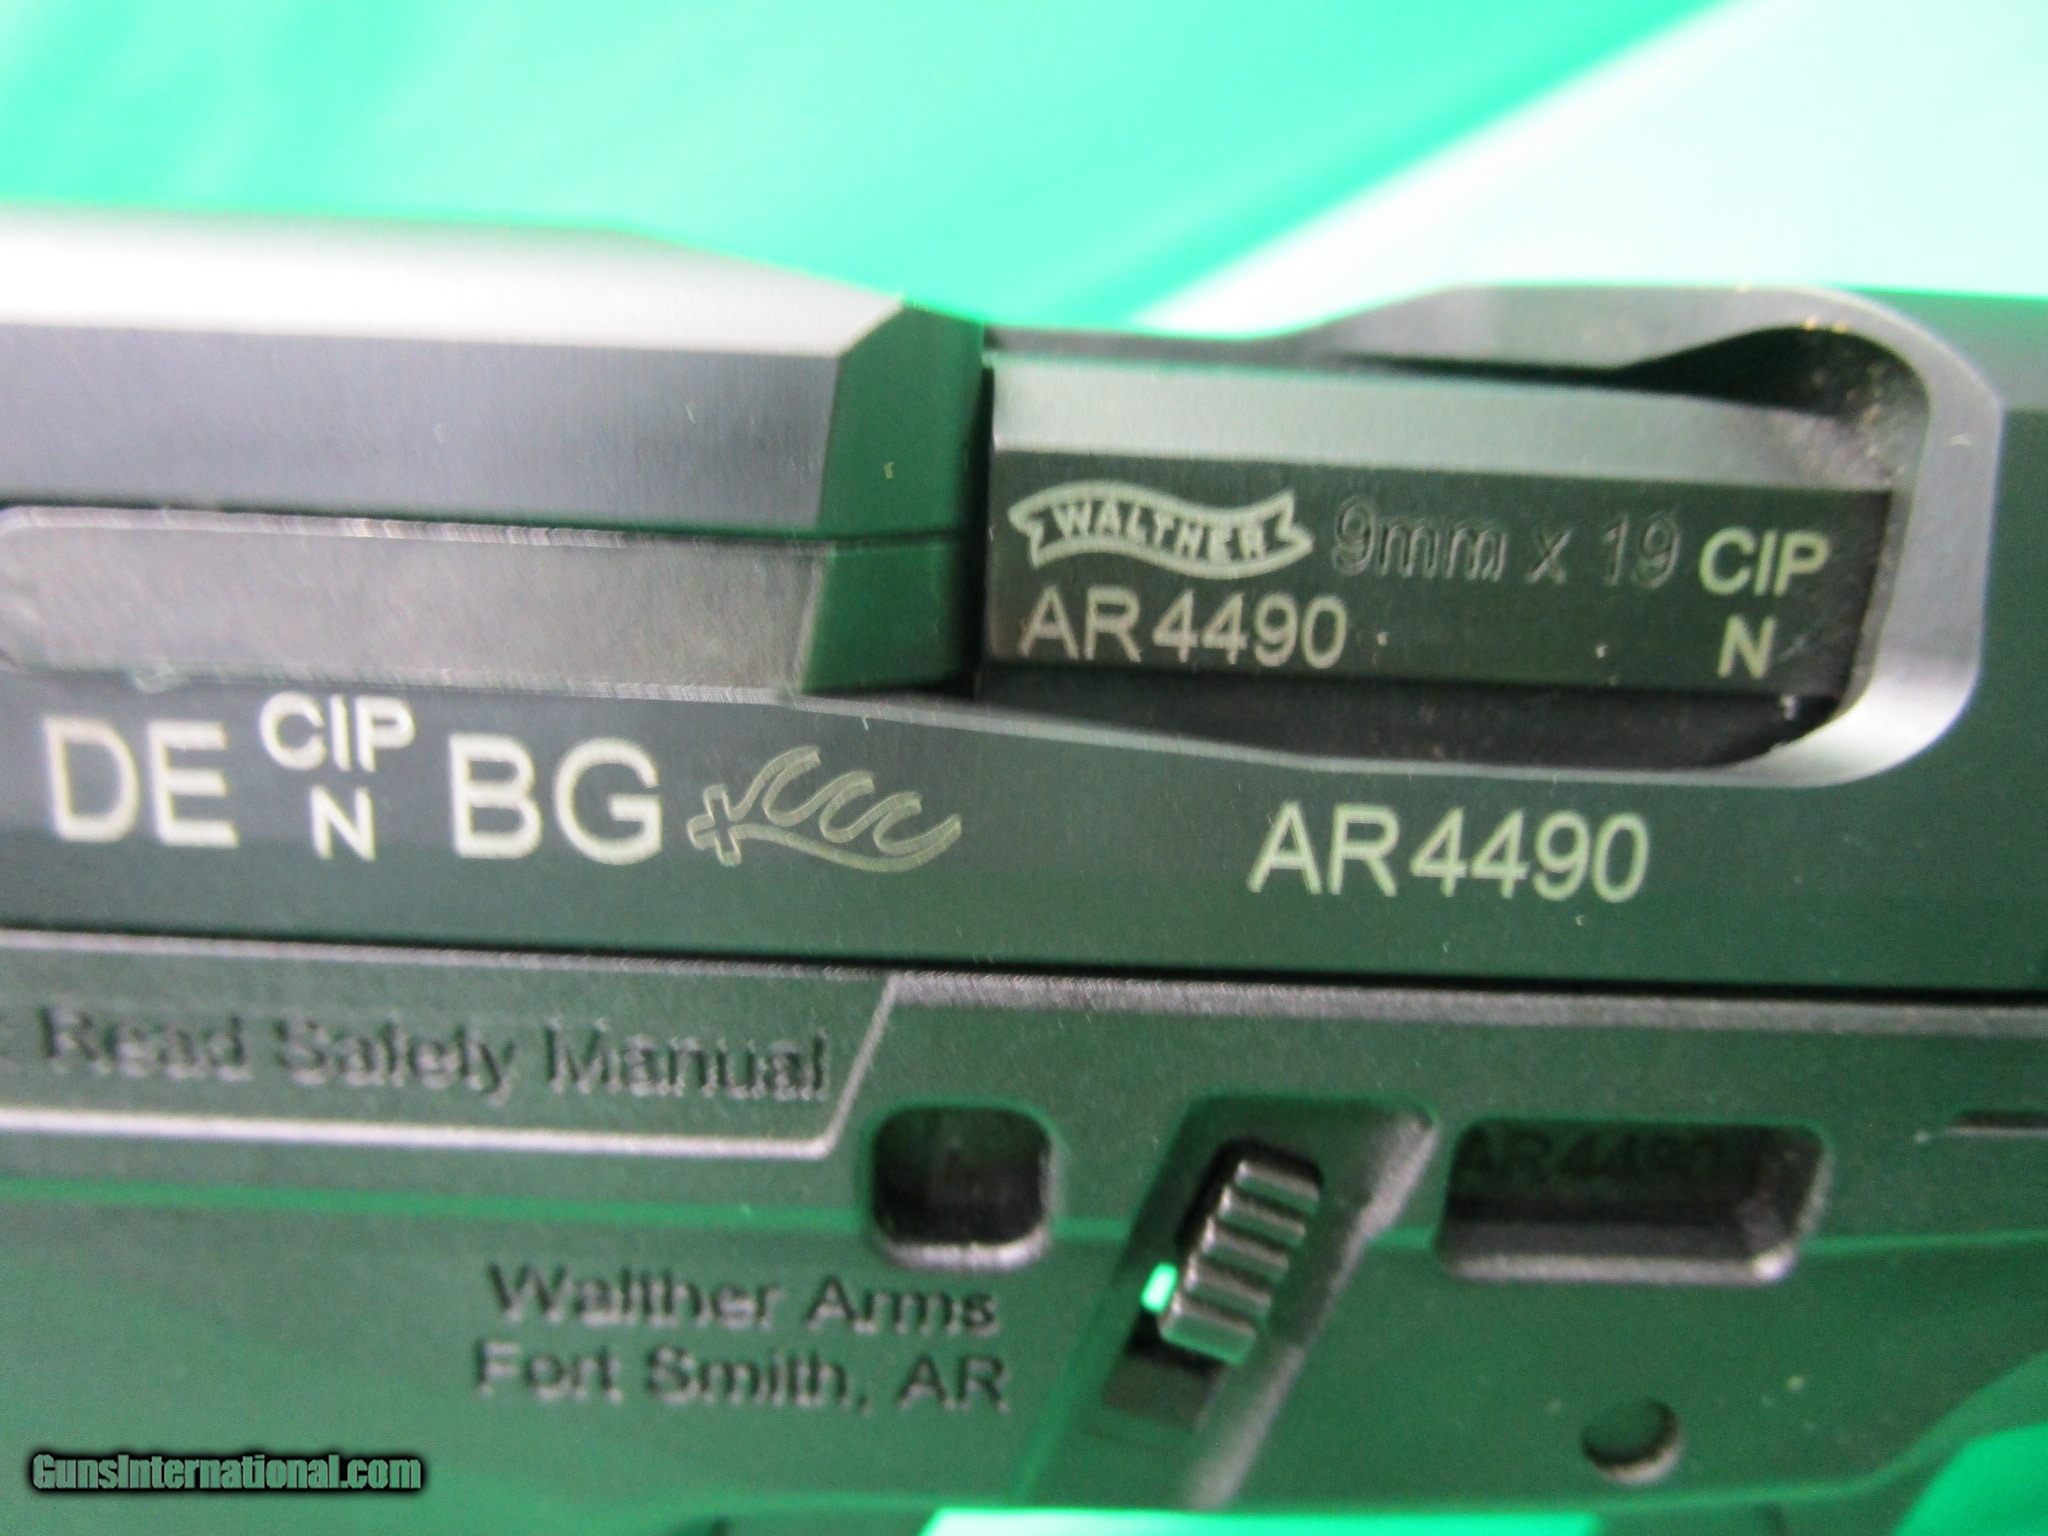 WALTHER 9mm x 19 CIP
AR4490 N
DE CIP N BG
AR4490
Read Safety Manual
Walther Arms
Fort Smith, AR
GunsInternational.com